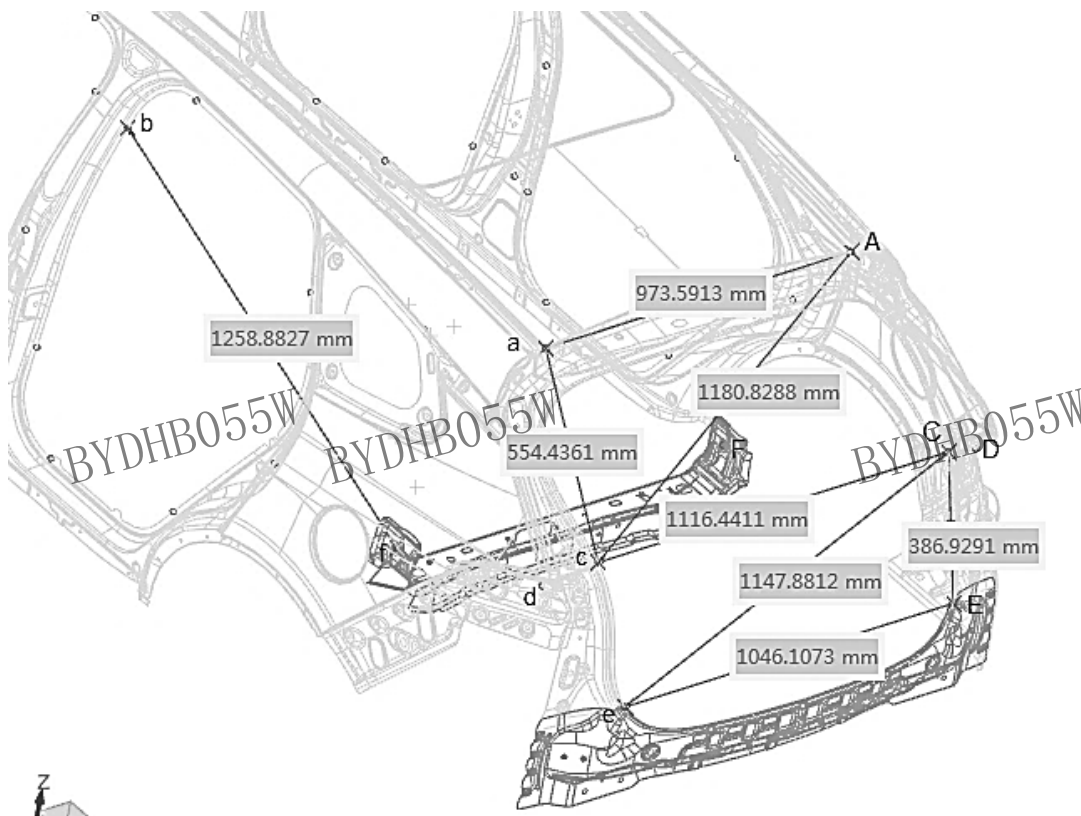 b
A
973.5913 mm
1258.8827 mm
a
1180.8288 mm
BYDHB055W
BYDHB055W
BYDHB055W
C
D
554.4361 mm
F
1116.4411 mm
f
c
386.9291 mm
1147.8812 mm
d
E
1046.1073 mm
e
Z